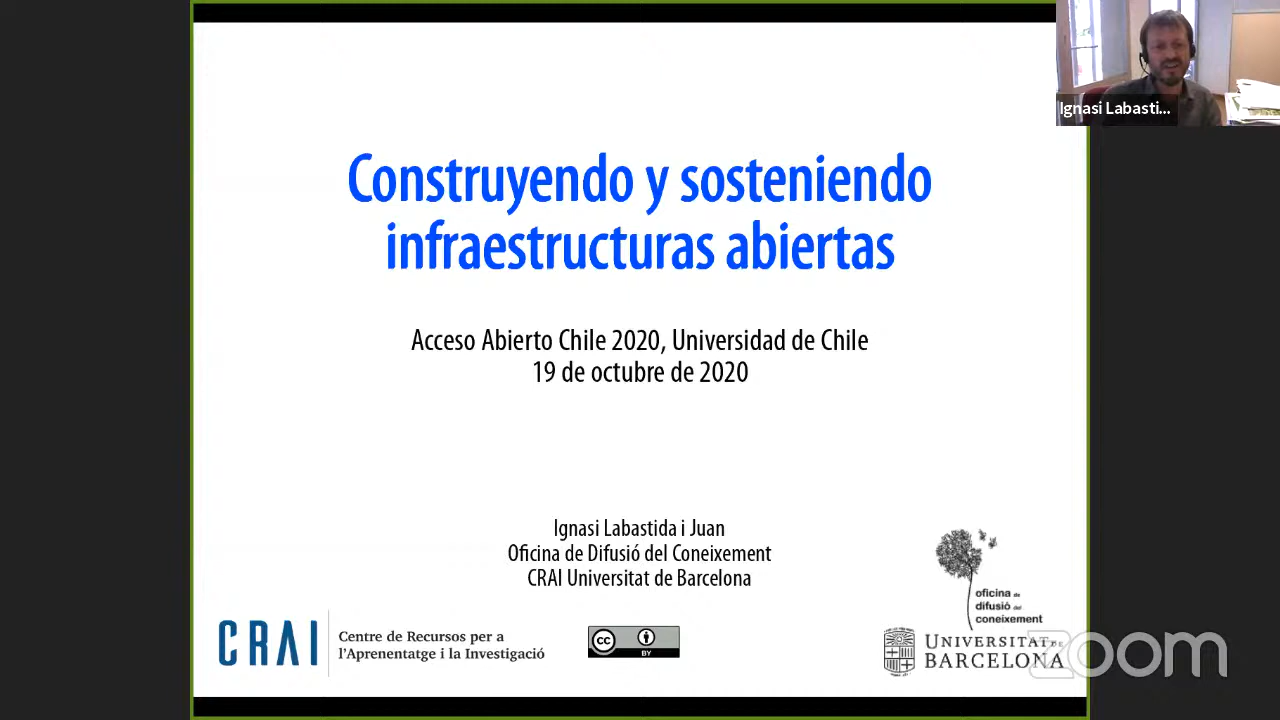 Ignasi Labasti...
Construyendo y sosteniendo
infraestructuras abiertas
Acceso Abierto Chile 2020, Universidad de Chile
19 de octubre de 2020
Ignasi Labastida i Juan
Oficina de Difusió del Coneixement
CRAI Universitat de Barcelona
oficina de
difusió del
coneixement
CRAI
Centre de Recursos per a
l'Aprenentatge i la Investigació
cc
BY
UNIVERSITAT DE
BARCELONA
zoom